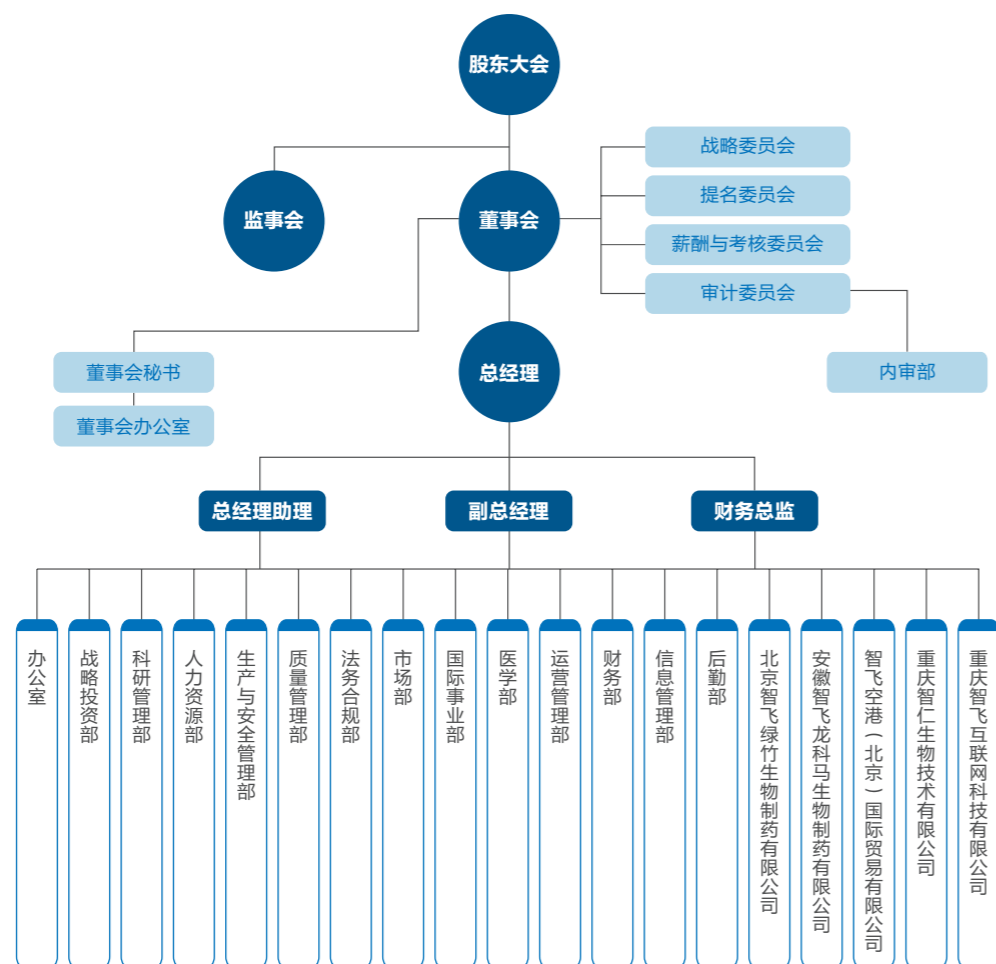 股东大会
监事会
董事会
战略委员会
提名委员会
薪酬与考核委员会
审计委员会
总经理
董事会秘书
内审部
董事会办公室
总经理助理
副总经理
财务总监
办公室
战略投资部
科研管理部
人力资源部
生产与安全管理部
质量管理部
法务合规部
市场部
国际事业部
医学部
运营管理部
财务部
信息管理部
后勤部
北京智飞绿竹生物制药有限公司
安徽智飞龙科马生物制药有限公司
智飞空港（北京）国际贸易有限公司
重庆智仁生物技术有限公司
重庆智飞互联网科技有限公司